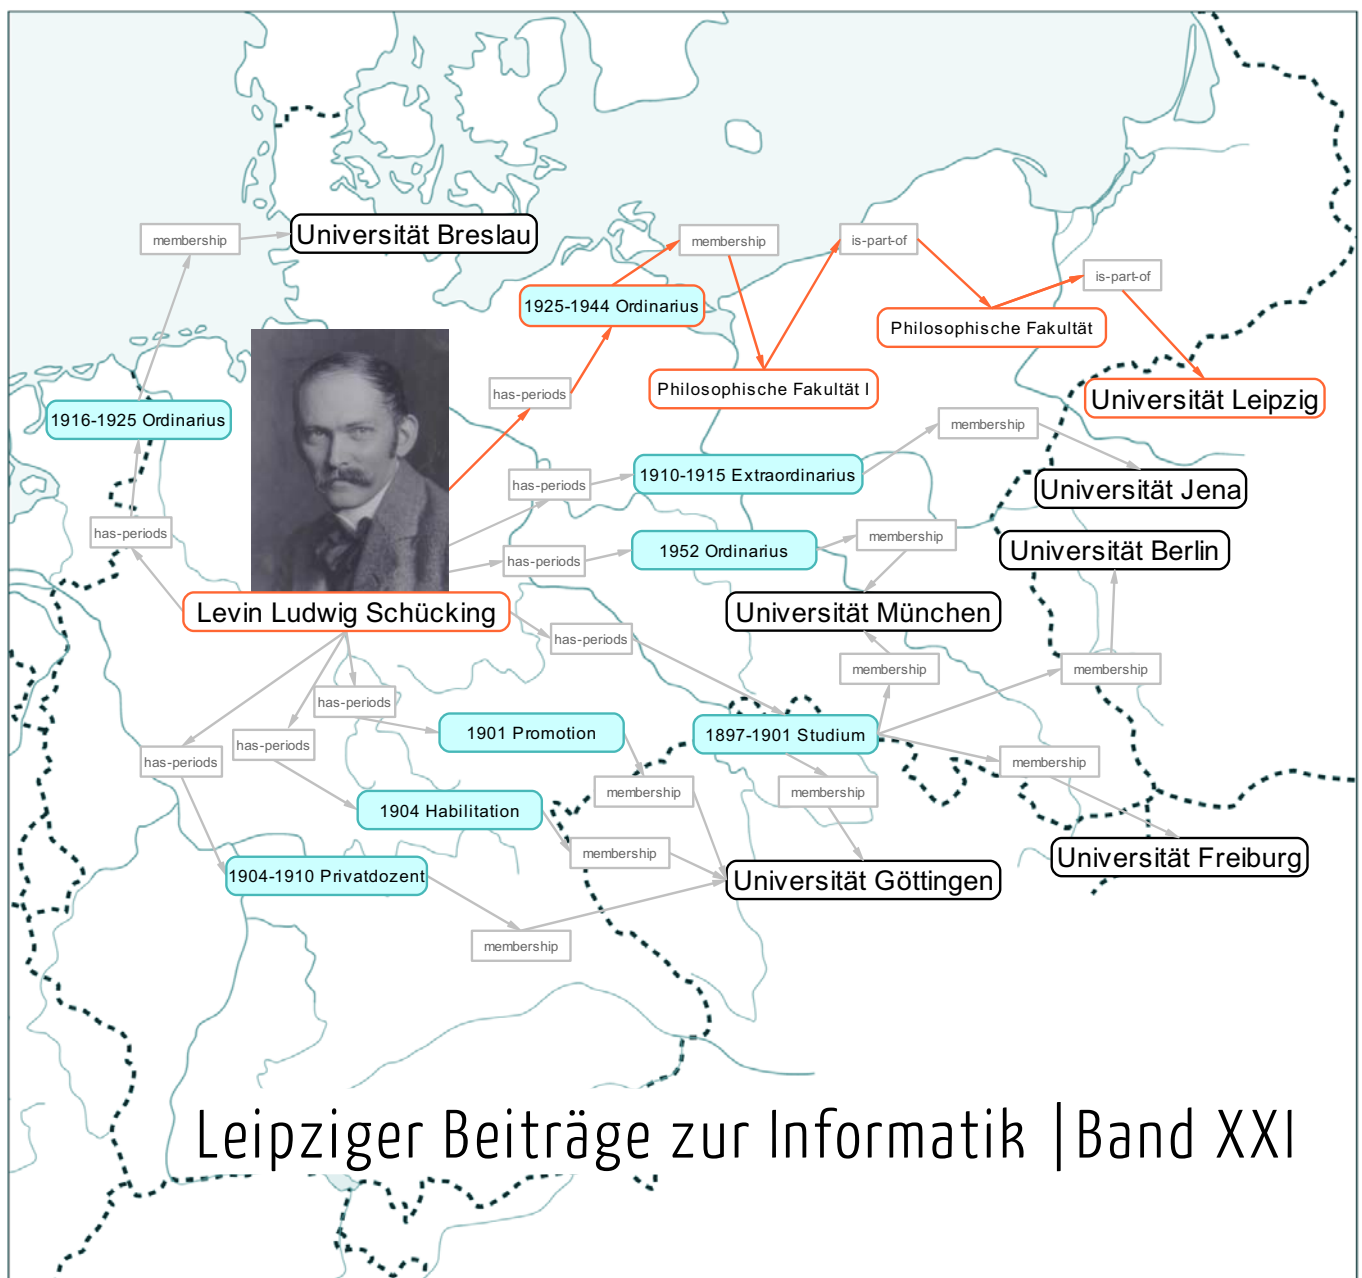 membership
Universität Breslau
membership
is-part-of
is-part-of
1925-1944 Ordinarius
Philosophische Fakultät
Philosophische Fakultät I
has-periods
Universität Leipzig
1916-1925 Ordinarius
membership
1910-1915 Extraordinarius
has-periods
Universität Jena
has-periods
membership
1952 Ordinarius
Universität Berlin
has-periods
Levin Ludwig Schücking
Universität München
has-periods
membership
membership
has-periods
1901 Promotion
1897-1901 Studium
has-periods
has-periods
membership
membership
membership
1904 Habilitation
membership
Universität Freiburg
1904-1910 Privatdozent
Universität Göttingen
membership
Leipziger Beiträge zur Informatik | Band XXI